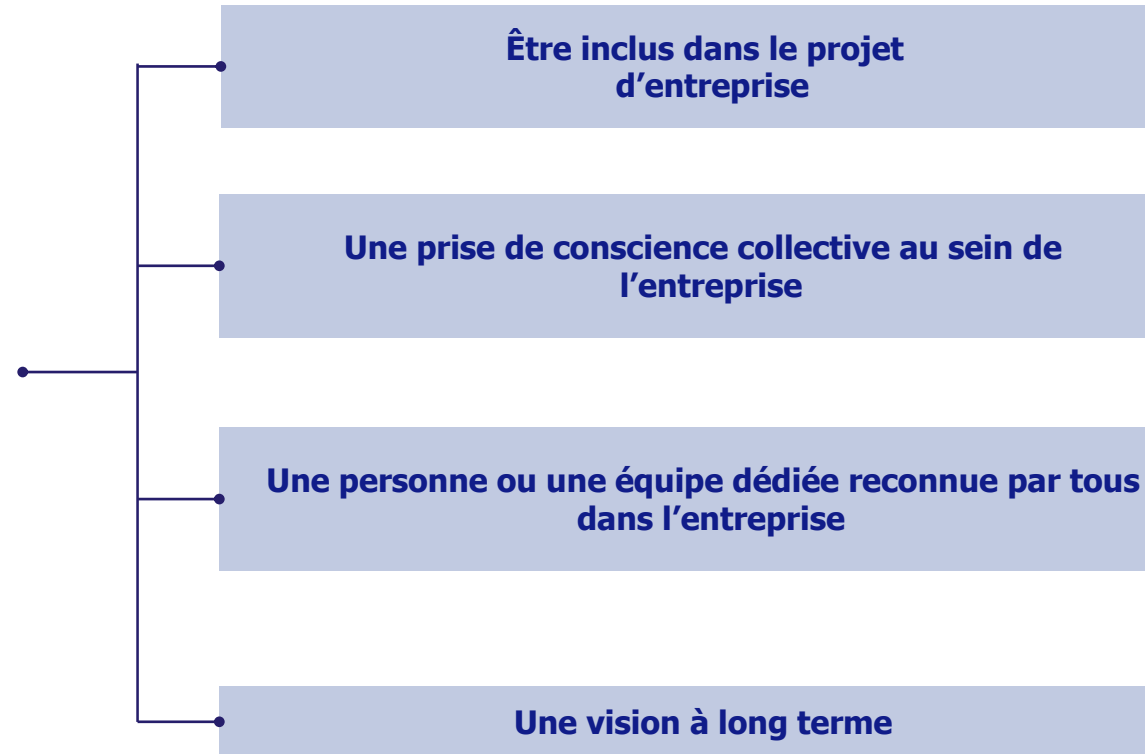 Être inclus dans le projet
d’entreprise
Une prise de conscience collective au sein de
l’entreprise
Une personne ou une équipe dédiée reconnue par tous
dans l’entreprise
Une vision à long terme